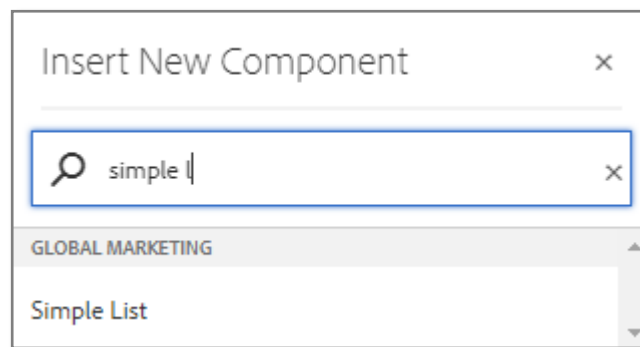 Insert New Component
simple l
GLOBAL MARKETING
Simple List